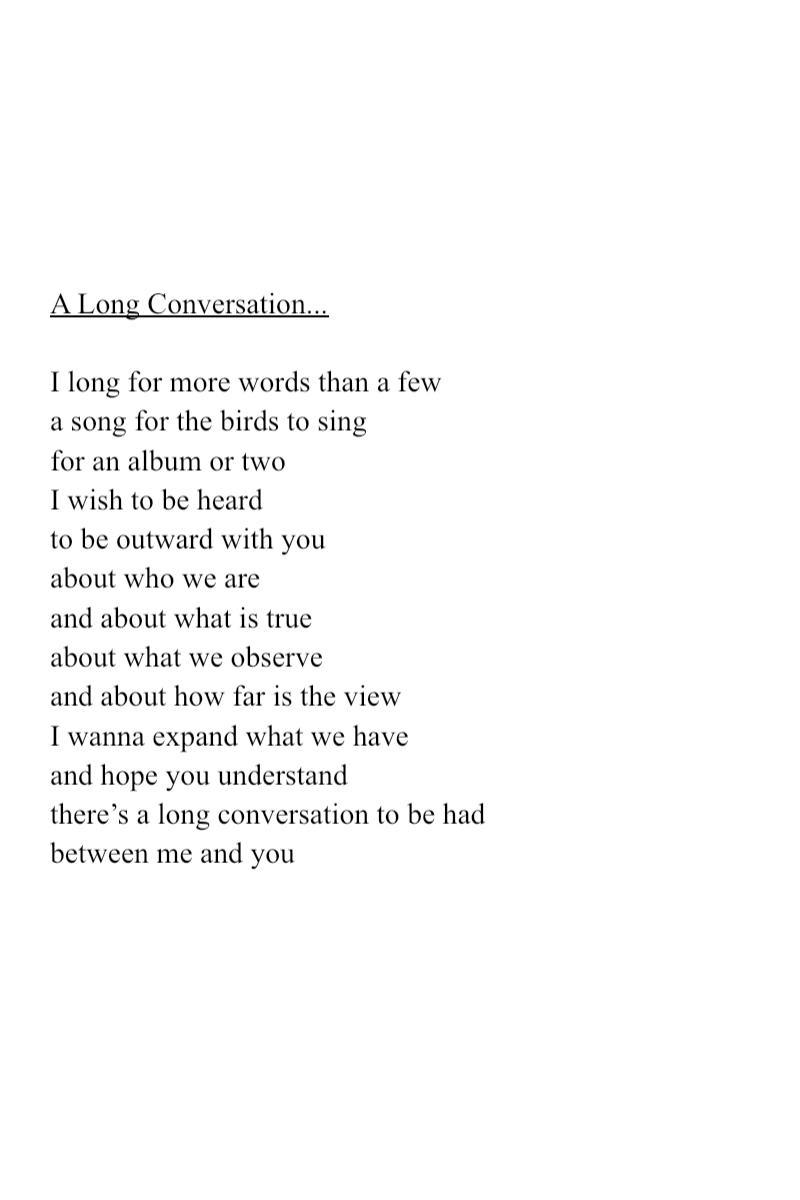 A Long Conversation...
I long for more words than a few
a song for the birds to sing
for an album or two
I wish to be heard
to be outward with you
about who we are
and about what is true
about what we observe
and about how far is the view
I wanna expand what we have
and hope you understand
there’s a long conversation to be had
between me and you